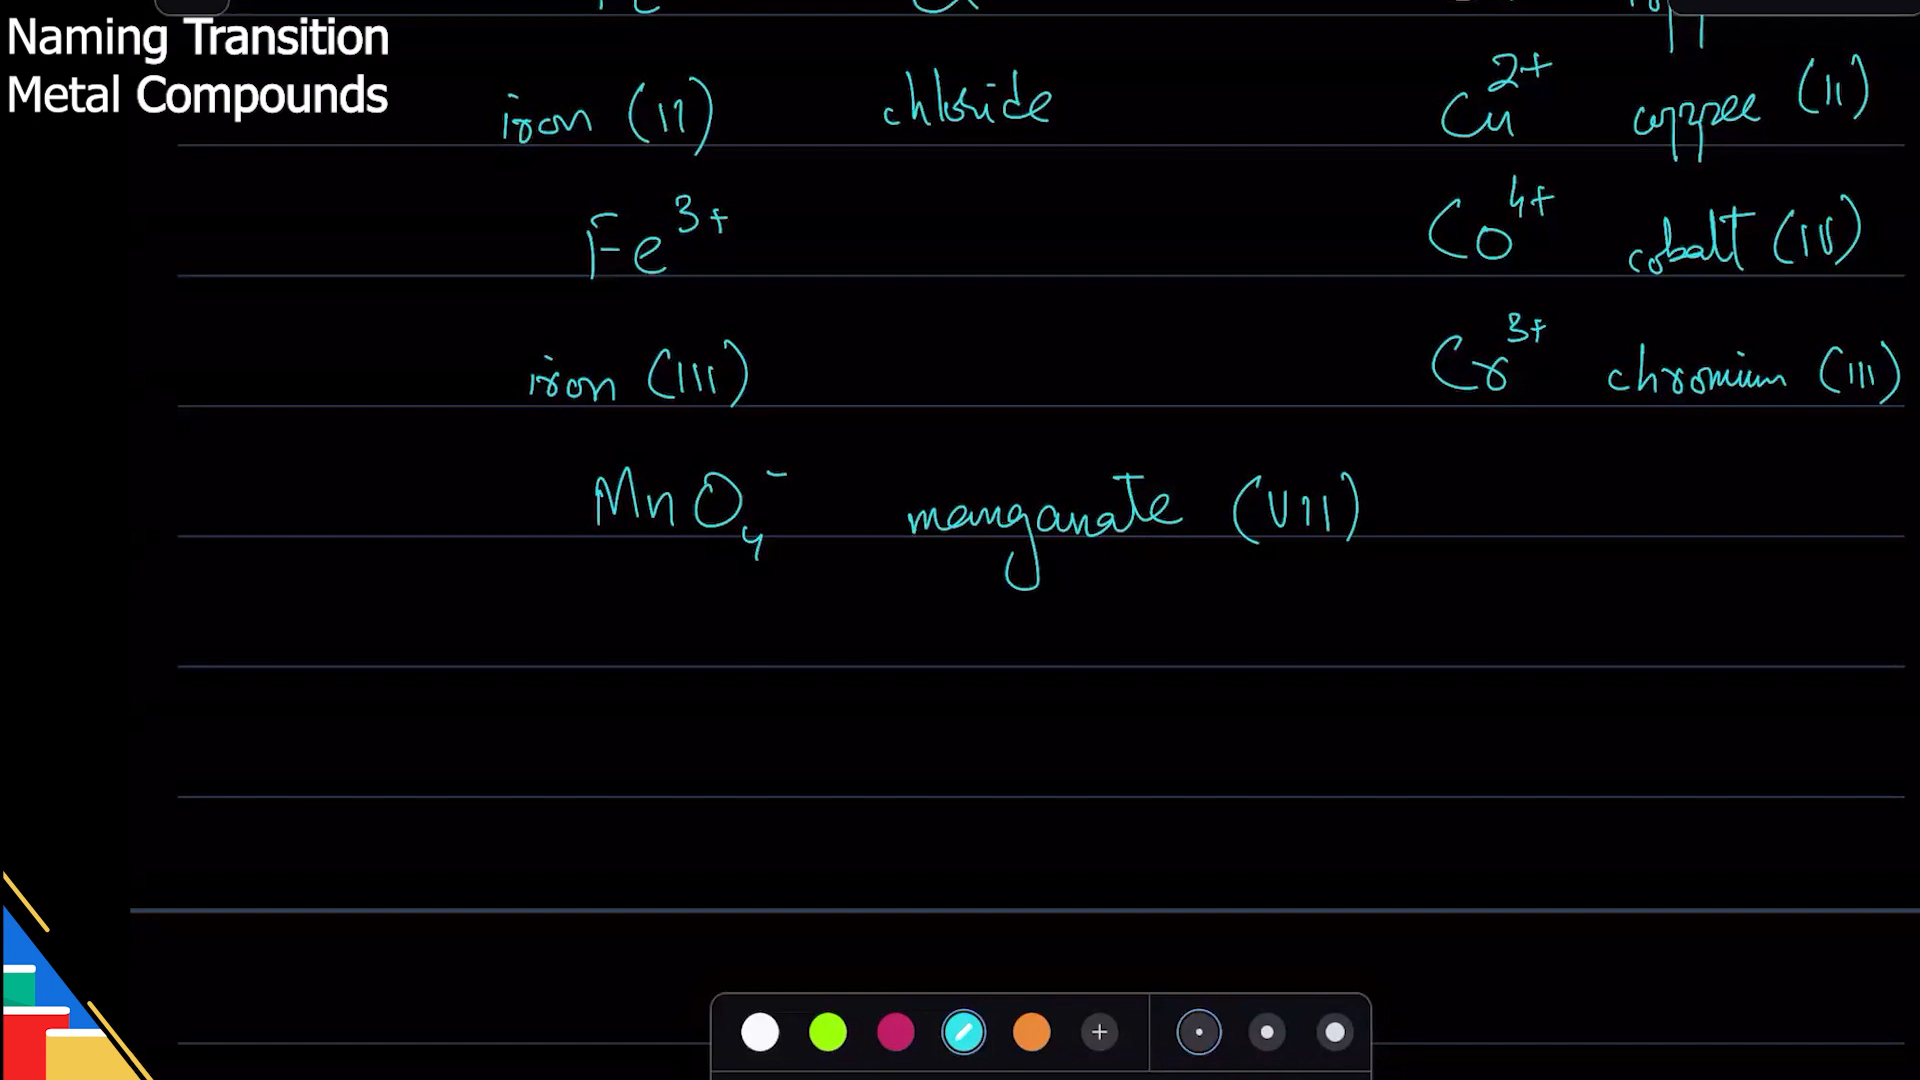 Naming Transition
Metal Compounds
iron (II) chloride Cu²⁺ copper (II)
Fe³⁺ Co⁴⁺ cobalt (IV)
iron (III) Cr³⁺ chromium (III)
MnO₄⁻ manganate (VII)